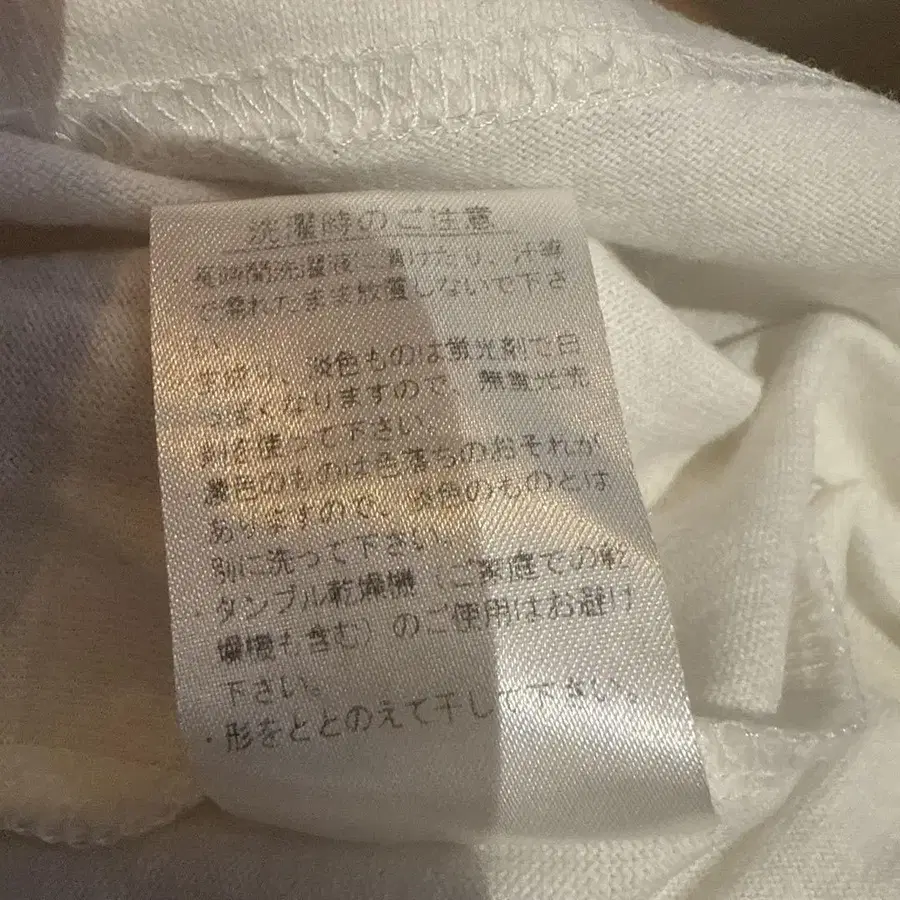 洗濯時のご注意
長時間洗濯後に漬けたり、汗等
で濡れたまま放置しないで下さ
い。
生成り、淡色ものは蛍光剤で白
っぽくなりますので、無蛍光洗
剤を使って下さい。
濃色のものは色落ちのおそれが
ありますので、淡色のものとは
別に洗って下さい。
・タンブル乾燥機(ご家庭での乾
燥機も含む)のご使用はお避け
下さい。
・形をととのえて干して下さい。